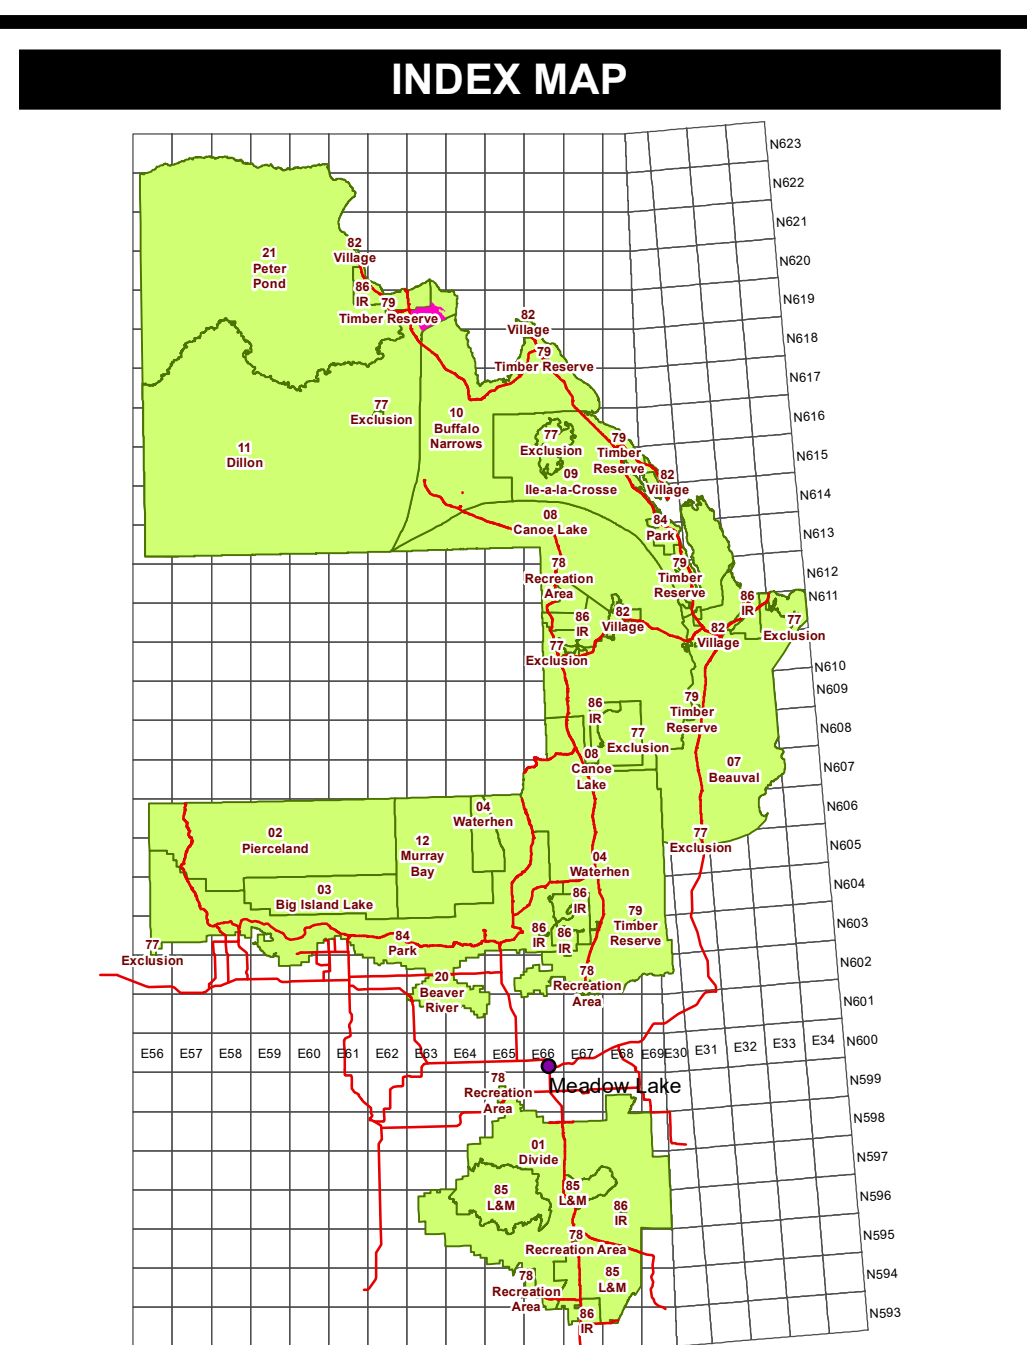 INDEX MAP
N623
N622
N621
N620
N619
N618
N617
N616
N615
N614
N613
N612
N611
N610
N609
N608
N607
N606
N605
N604
N603
N602
N601
N600
N599
N598
N597
N596
N595
N594
N593
21
Peter
Pond
82
Village
86
IR
79
Timber Reserve
82
Village
79
Timber Reserve
77
Exclusion
10
Buffalo
Narrows
11
Dillon
77
Exclusion
79
Timber
Reserve
09
Ile-a-la-Crosse
82
Village
08
Canoe Lake
84
Park
78
Recreation
Area
79
Timber
Reserve
86
IR
82
Village
86
IR
77
Exclusion
82
Village
77
Exclusion
86
IR
79
Timber
Reserve
77
Exclusion
08
Canoe
Lake
07
Beauval
04
Waterhen
02
Pierceland
12
Murray
Bay
77
Exclusion
03
Big Island Lake
04
Waterhen
86
IR
79
Timber
Reserve
86
IR
86
IR
84
Park
77
Exclusion
20
Beaver
River
78
Recreation
Area
E56 E57 E58 E59 E60 E61 E62 E63 E64 E65 E66 E67 E68 E69 E30 E31 E32 E33 E34
Meadow Lake
78
Recreation
Area
01
Divide
85
L&M
85
L&M
86
IR
78
Recreation Area
78
Recreation
Area
85
L&M
86
IR